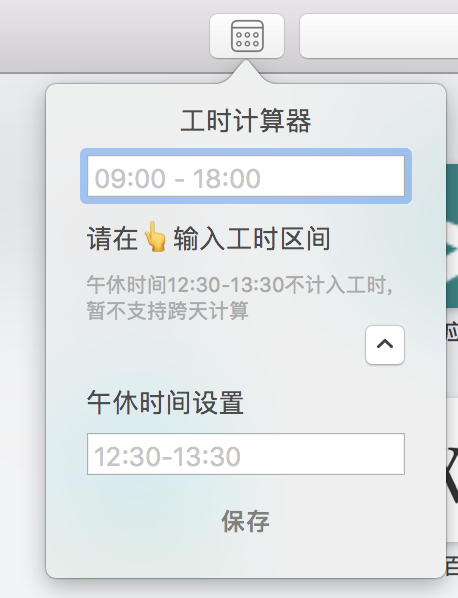 工时计算器
09:00 - 18:00
请在👆输入工时区间
午休时间12:30-13:30不计入工时,
暂不支持跨天计算
午休时间设置
12:30-13:30
保存